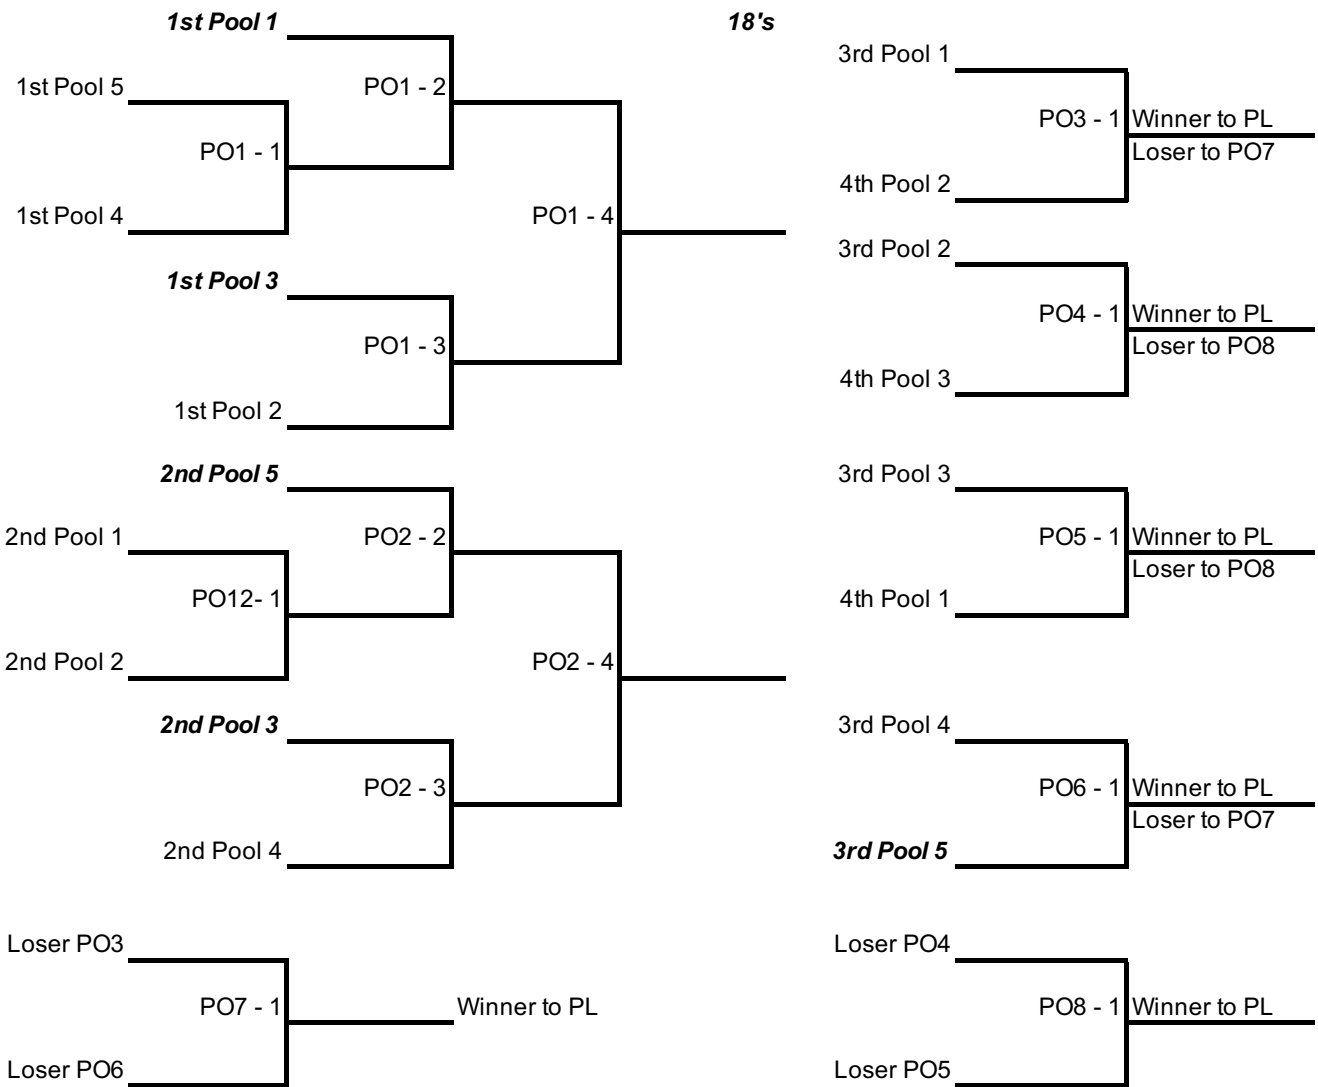 1st Pool 1
18's
1st Pool 5
PO1 - 2
PO1 - 1
1st Pool 4
PO1 - 4
1st Pool 3
PO1 - 3
1st Pool 2
2nd Pool 5
2nd Pool 1
PO2 - 2
PO12- 1
2nd Pool 2
PO2 - 4
2nd Pool 3
PO2 - 3
2nd Pool 4
Loser PO3
PO7 - 1
Winner to PL
Loser PO6
3rd Pool 1
PO3 - 1
Winner to PL
Loser to PO7
4th Pool 2
3rd Pool 2
PO4 - 1
Winner to PL
Loser to PO8
4th Pool 3
3rd Pool 3
PO5 - 1
Winner to PL
Loser to PO8
4th Pool 1
3rd Pool 4
PO6 - 1
Winner to PL
Loser to PO7
3rd Pool 5
Loser PO4
PO8 - 1
Winner to PL
Loser PO5